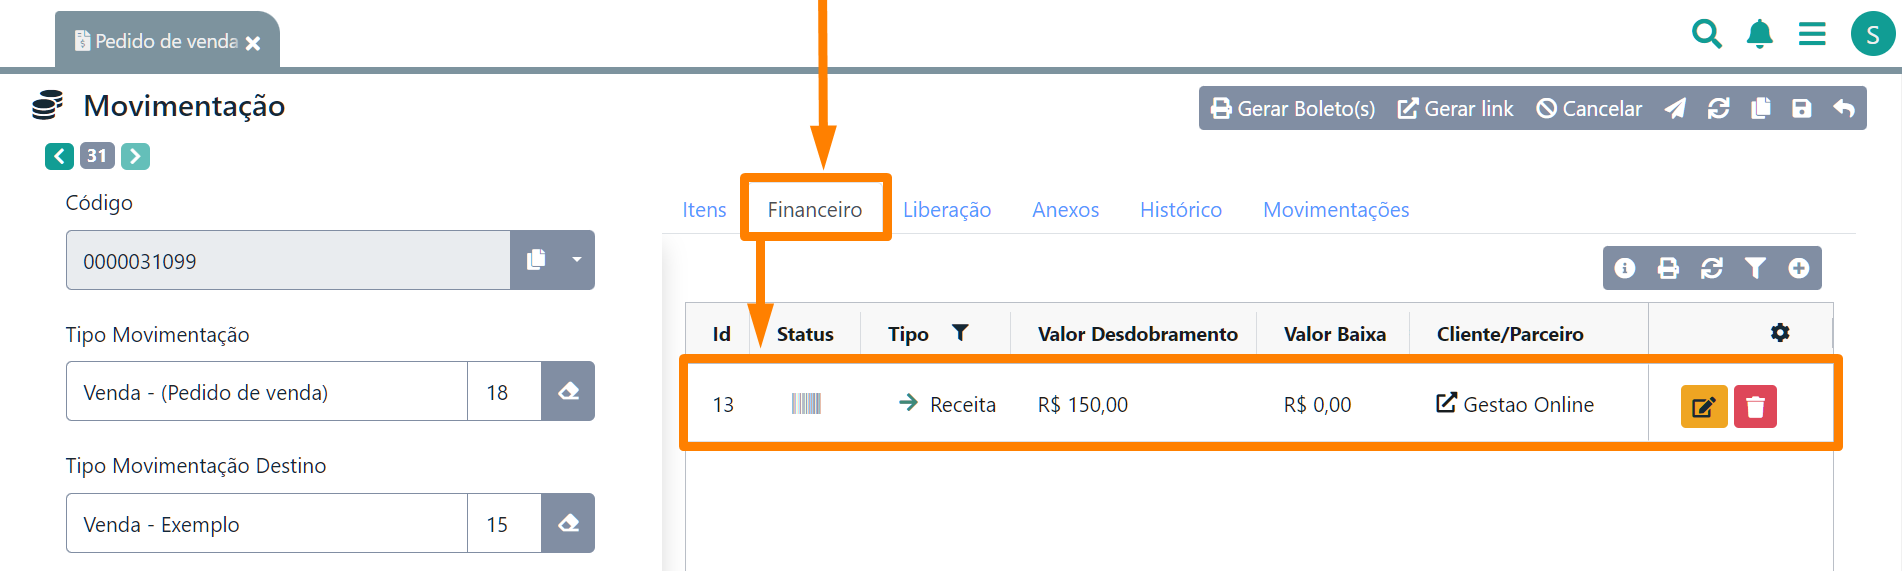 Pedido de venda
S
Movimentação
Gerar Boleto(s) Gerar link Cancelar
31
Código
0000031099
Tipo Movimentação
Venda - (Pedido de venda) 18
Tipo Movimentação Destino
Venda - Exemplo 15
Itens Financeiro Liberação Anexos Histórico Movimentações
Id Status Tipo Valor Desdobramento Valor Baixa Cliente/Parceiro
13 Receita R$ 150,00 R$ 0,00 Gestao Online